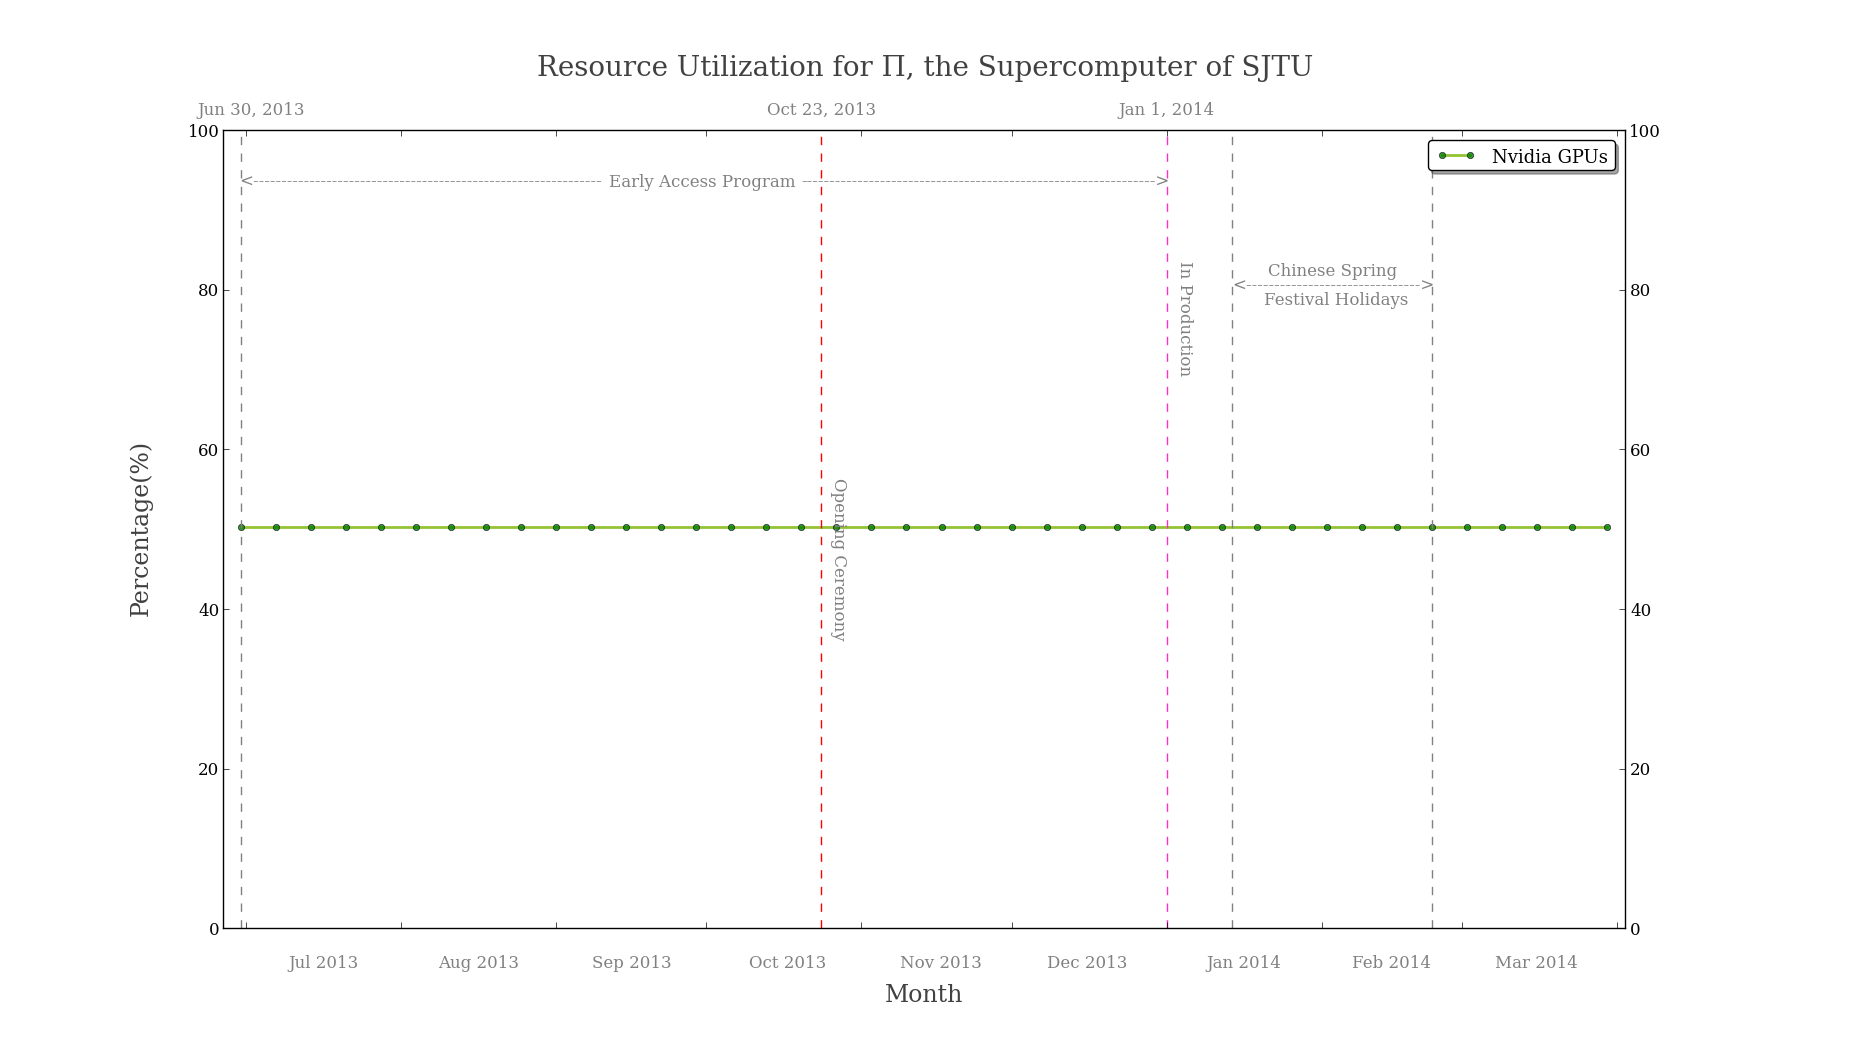 Resource Utilization for Π, the Supercomputer of SJTU
Jun 30, 2013
Oct 23, 2013
Jan 1, 2014
100
80
60
40
20
0
100
80
60
40
20
0
Nvidia GPUs
Early Access Program
In Production
Chinese Spring
Festival Holidays
Opening Ceremony
Percentage(%)
Jul 2013
Aug 2013
Sep 2013
Oct 2013
Nov 2013
Dec 2013
Jan 2014
Feb 2014
Mar 2014
Month